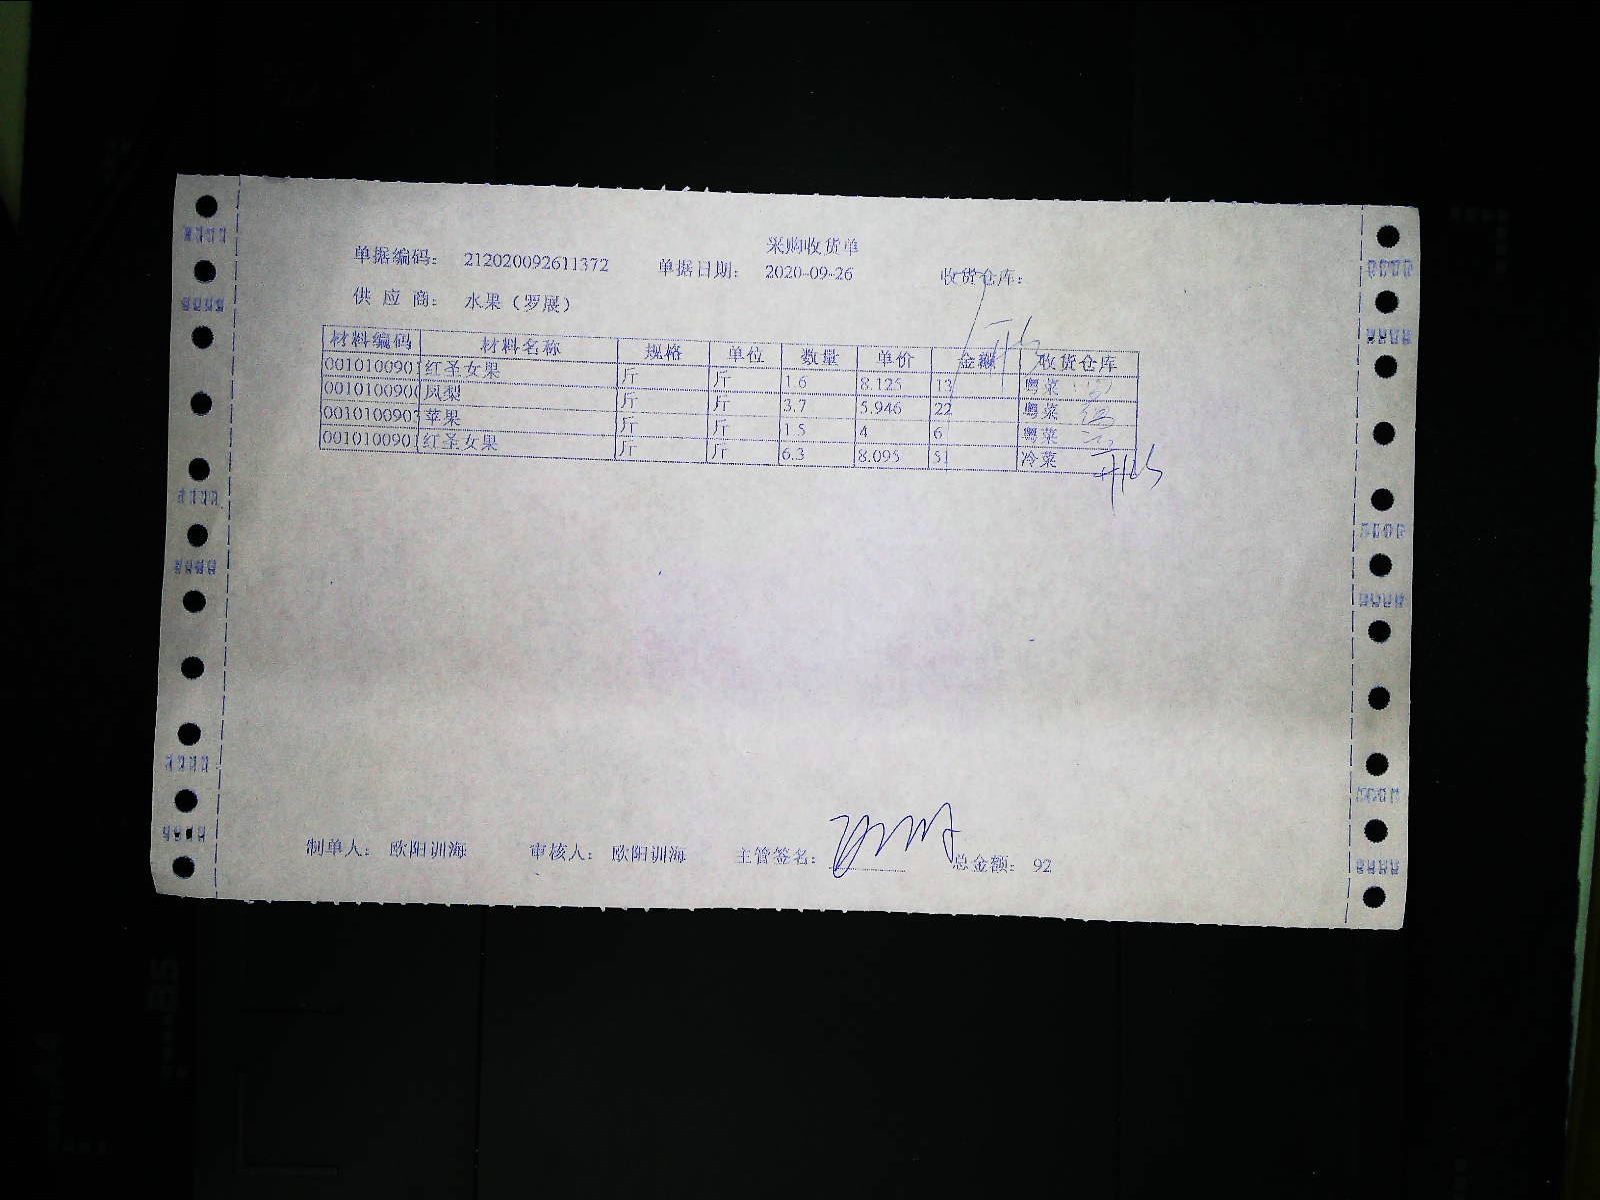 采购收货单
单据编码： 212020092611372 单据日期： 2020-09-26 收货仓库：
供 应 商： 水果（罗展）
材料编码 材料名称 规格 单位 数量 单价 金额 收货仓库
001010090 红圣女果 斤 斤 1.6 8.125 13 粤菜
001010090 凤梨 斤 斤 3.7 5.946 22 粤菜
001010090 苹果 斤 斤 1.5 4 6 粤菜
001010090 红圣女果 斤 斤 6.3 8.095 51 冷菜
制单人： 欧阳训海 审核人： 欧阳训海 主管签名： 总金额： 92